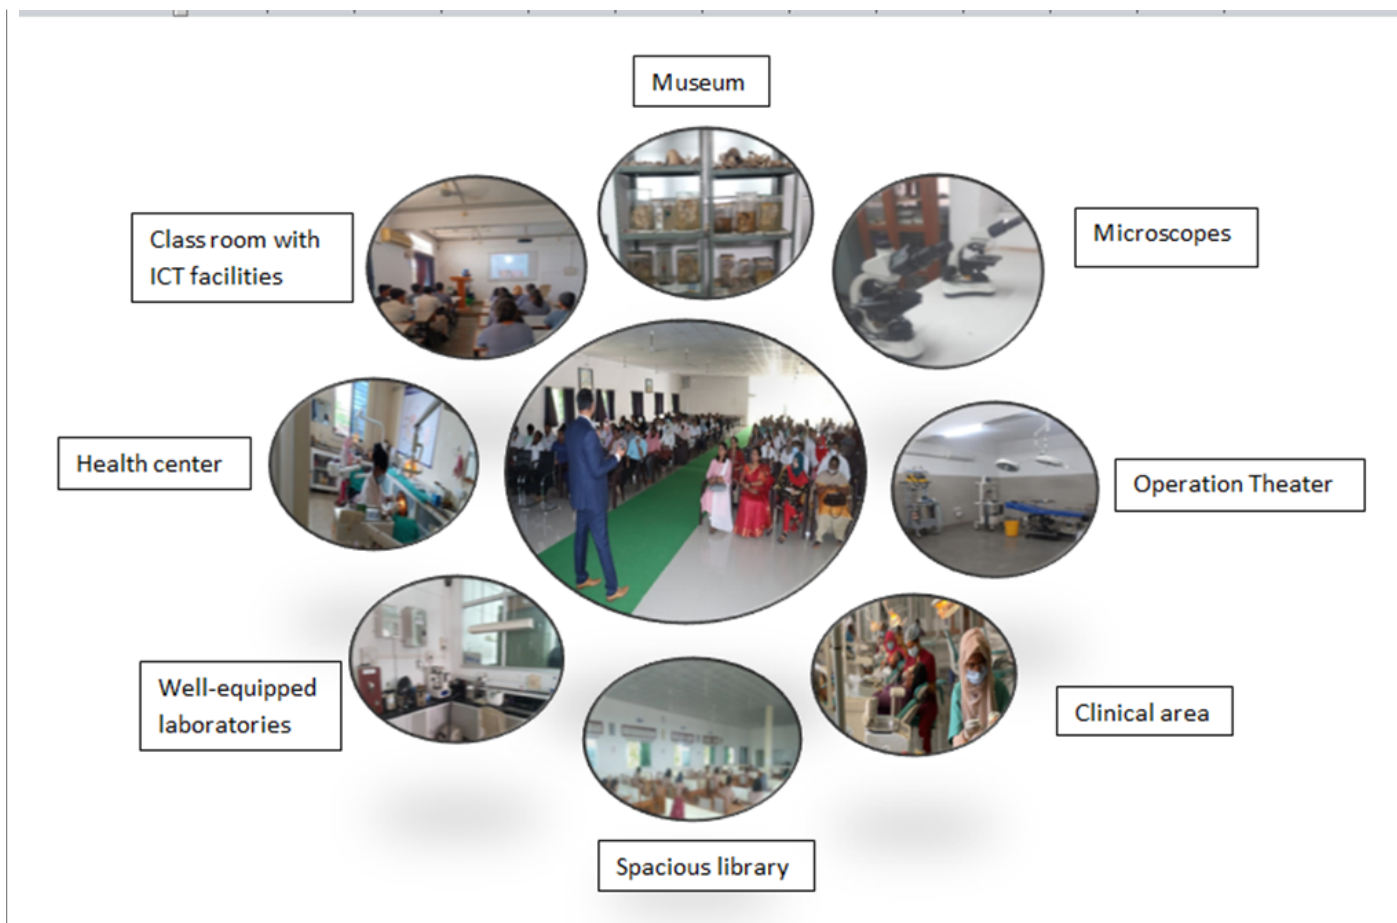 Museum
Class room with
ICT facilities
Microscopes
Health center
Operation Theater
Well-equipped
laboratories
Clinical area
Spacious library